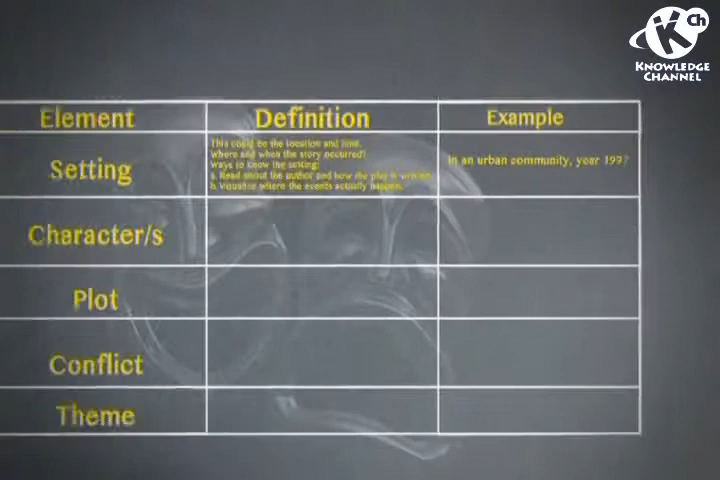 Ch
K
KNOWLEDGE
CHANNEL
Element Definition Example
Setting
This could be the location and time.
Where and when the story occurred?
Ways to know the setting:
a. Read about the author and how the play is written
b. Visualize where the events actually happen.
In an urban community, year 1997
Character/s
Plot
Conflict
Theme